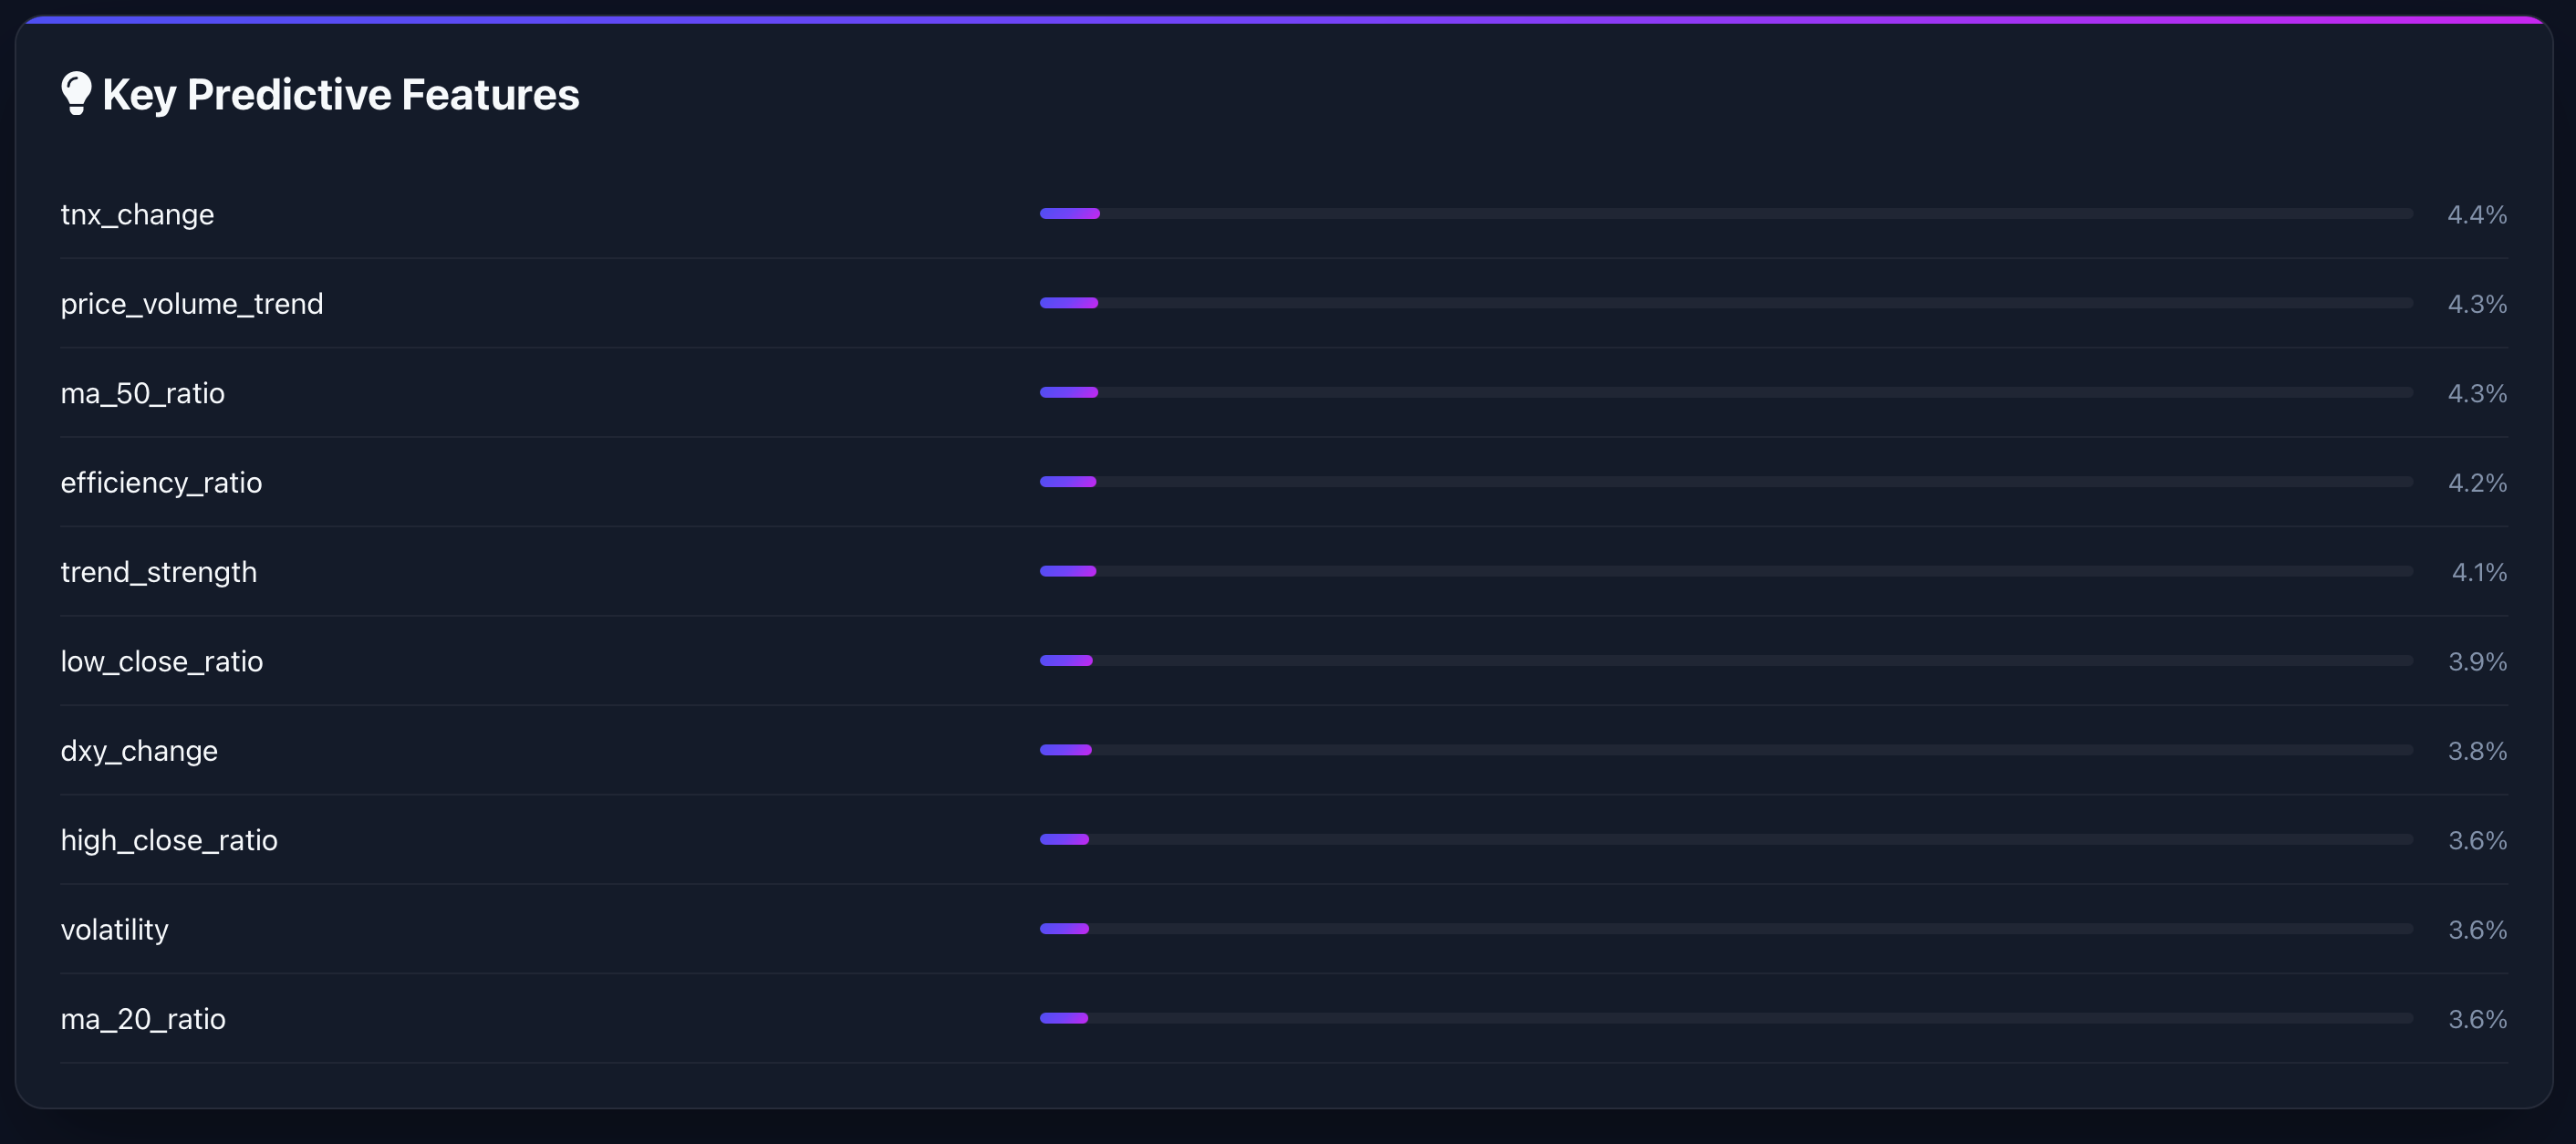 Key Predictive Features
tnx_change 4.4%
price_volume_trend 4.3%
ma_50_ratio 4.3%
efficiency_ratio 4.2%
trend_strength 4.1%
low_close_ratio 3.9%
dxy_change 3.8%
high_close_ratio 3.6%
volatility 3.6%
ma_20_ratio 3.6%